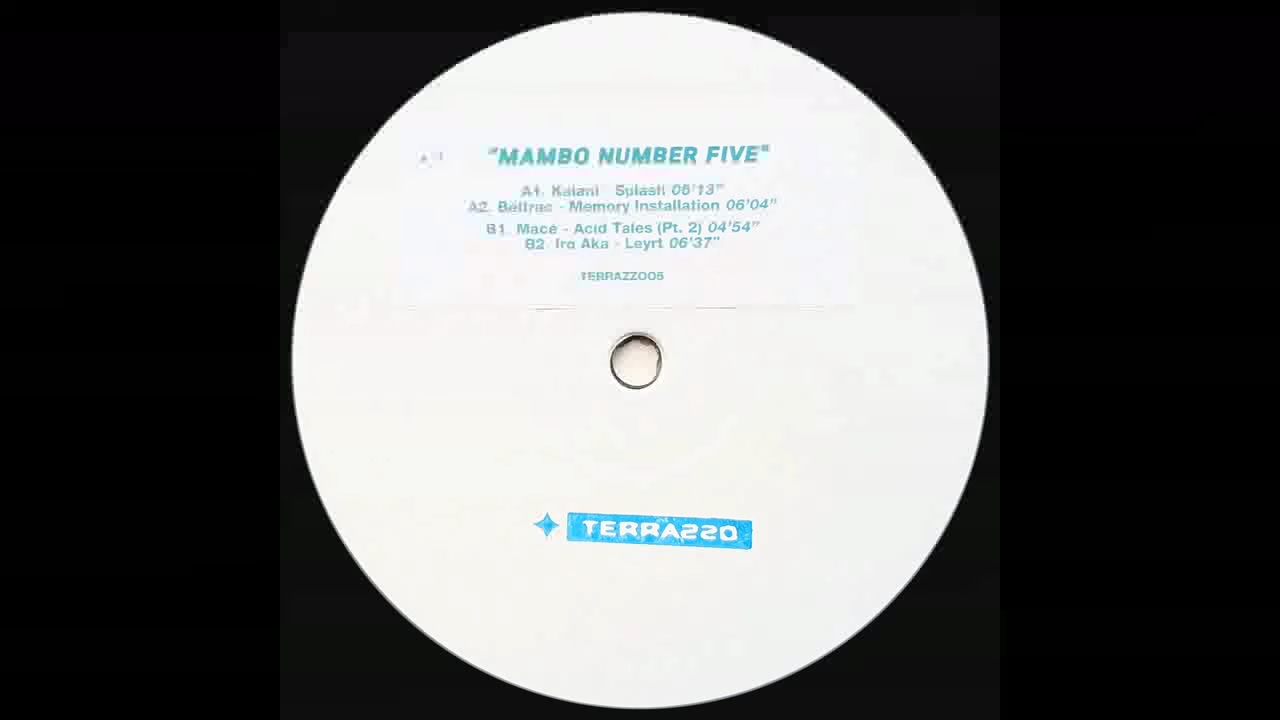 "MAMBO NUMBER FIVE"
A1. Kalani - Splash 06'13"
A2. Beltrac - Memory Installation 06'04"
B1. Mace - Acid Tales (Pt. 2) 04'54"
B2. Iro Aka - Leyrt 06'37"
TERRAZZO05
TERRAZZO